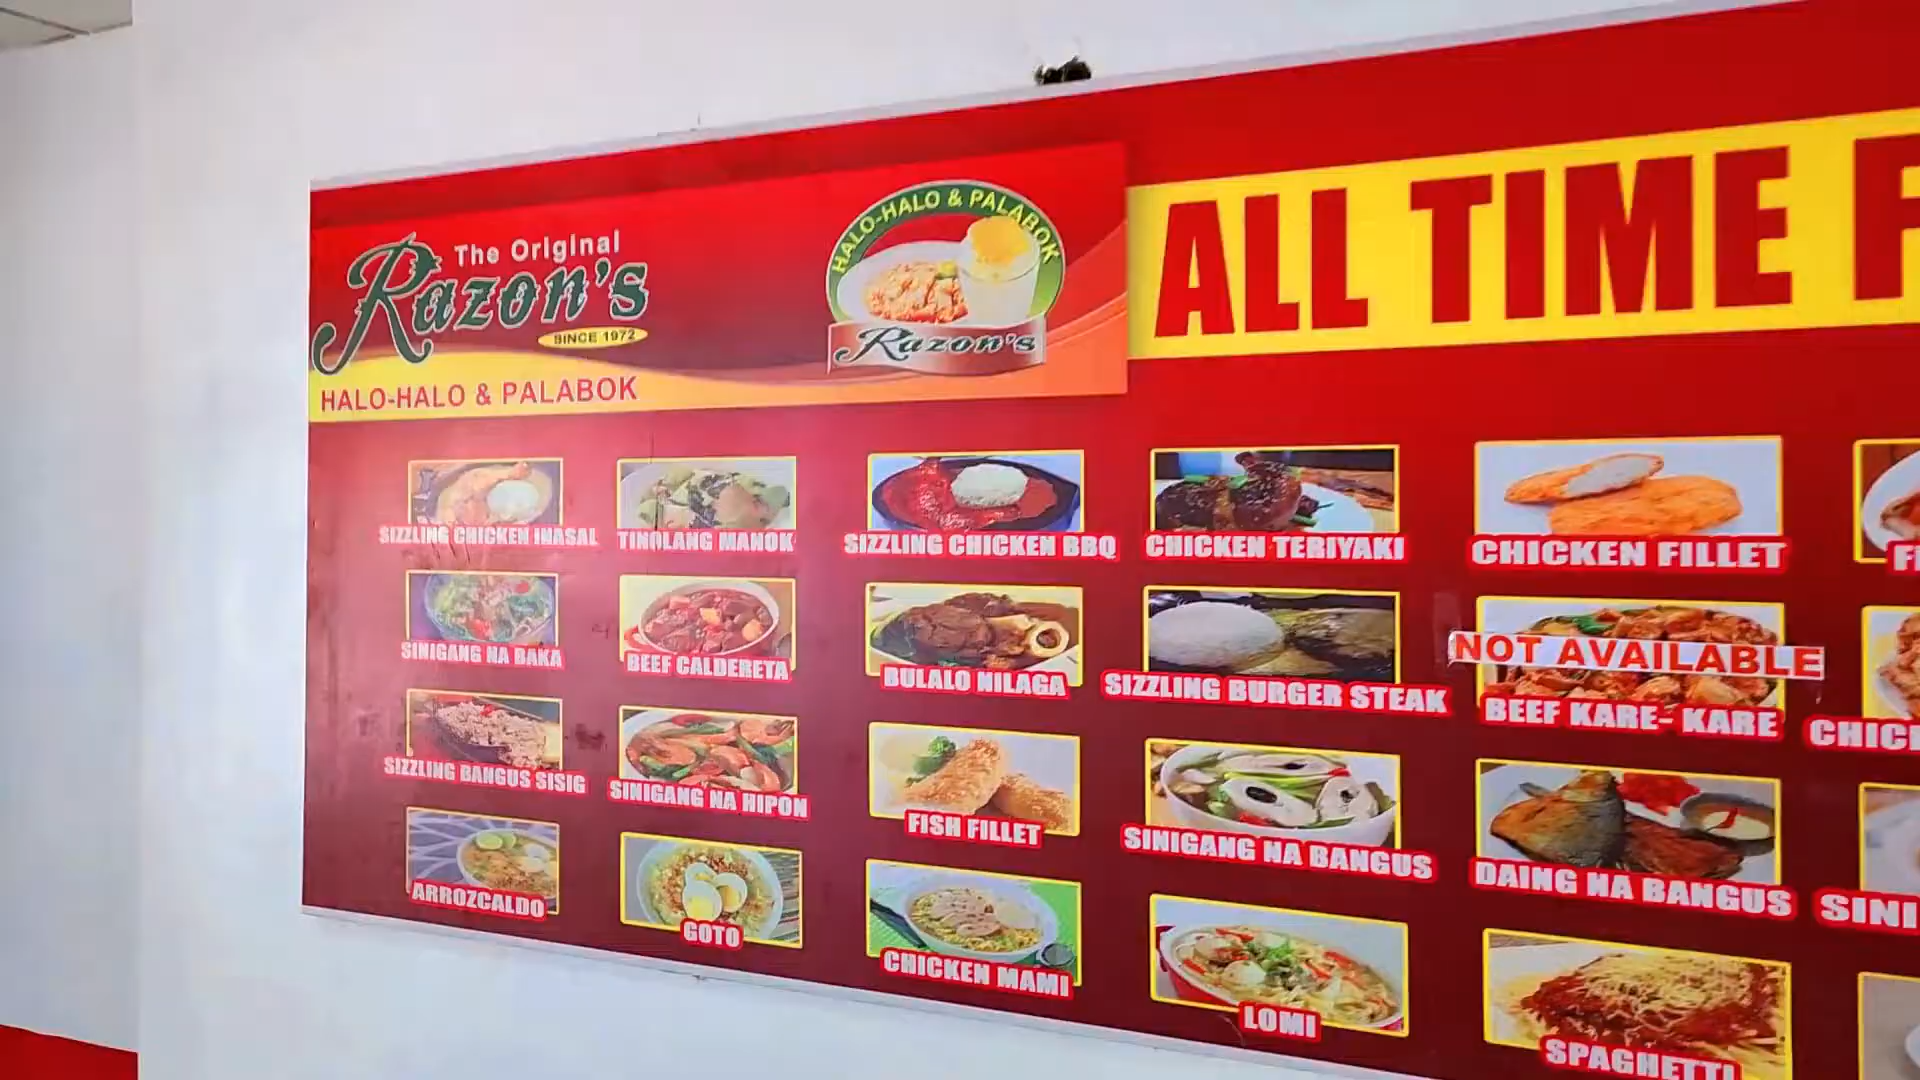 The Original
Razon's
SINCE 1972
HALO-HALO & PALABOK
HALO-HALO & PALABOK
Razon's
ALL TIME F
SIZZLING CHICKEN INASAL
TINOLANG MANOK
SIZZLING CHICKEN BBQ
CHICKEN TERIYAKI
CHICKEN FILLET
SINIGANG NA BAKA
BEEF CALDERETA
BULALO NILAGA
SIZZLING BURGER STEAK
NOT AVAILABLE
BEEF KARE- KARE
SIZZLING BANGUS SISIG
SINIGANG NA HIPON
FISH FILLET
SINIGANG NA BANGUS
DAING NA BANGUS
ARROZCALDO
GOTO
CHICKEN MAMI
LOMI
SPAGHETTI